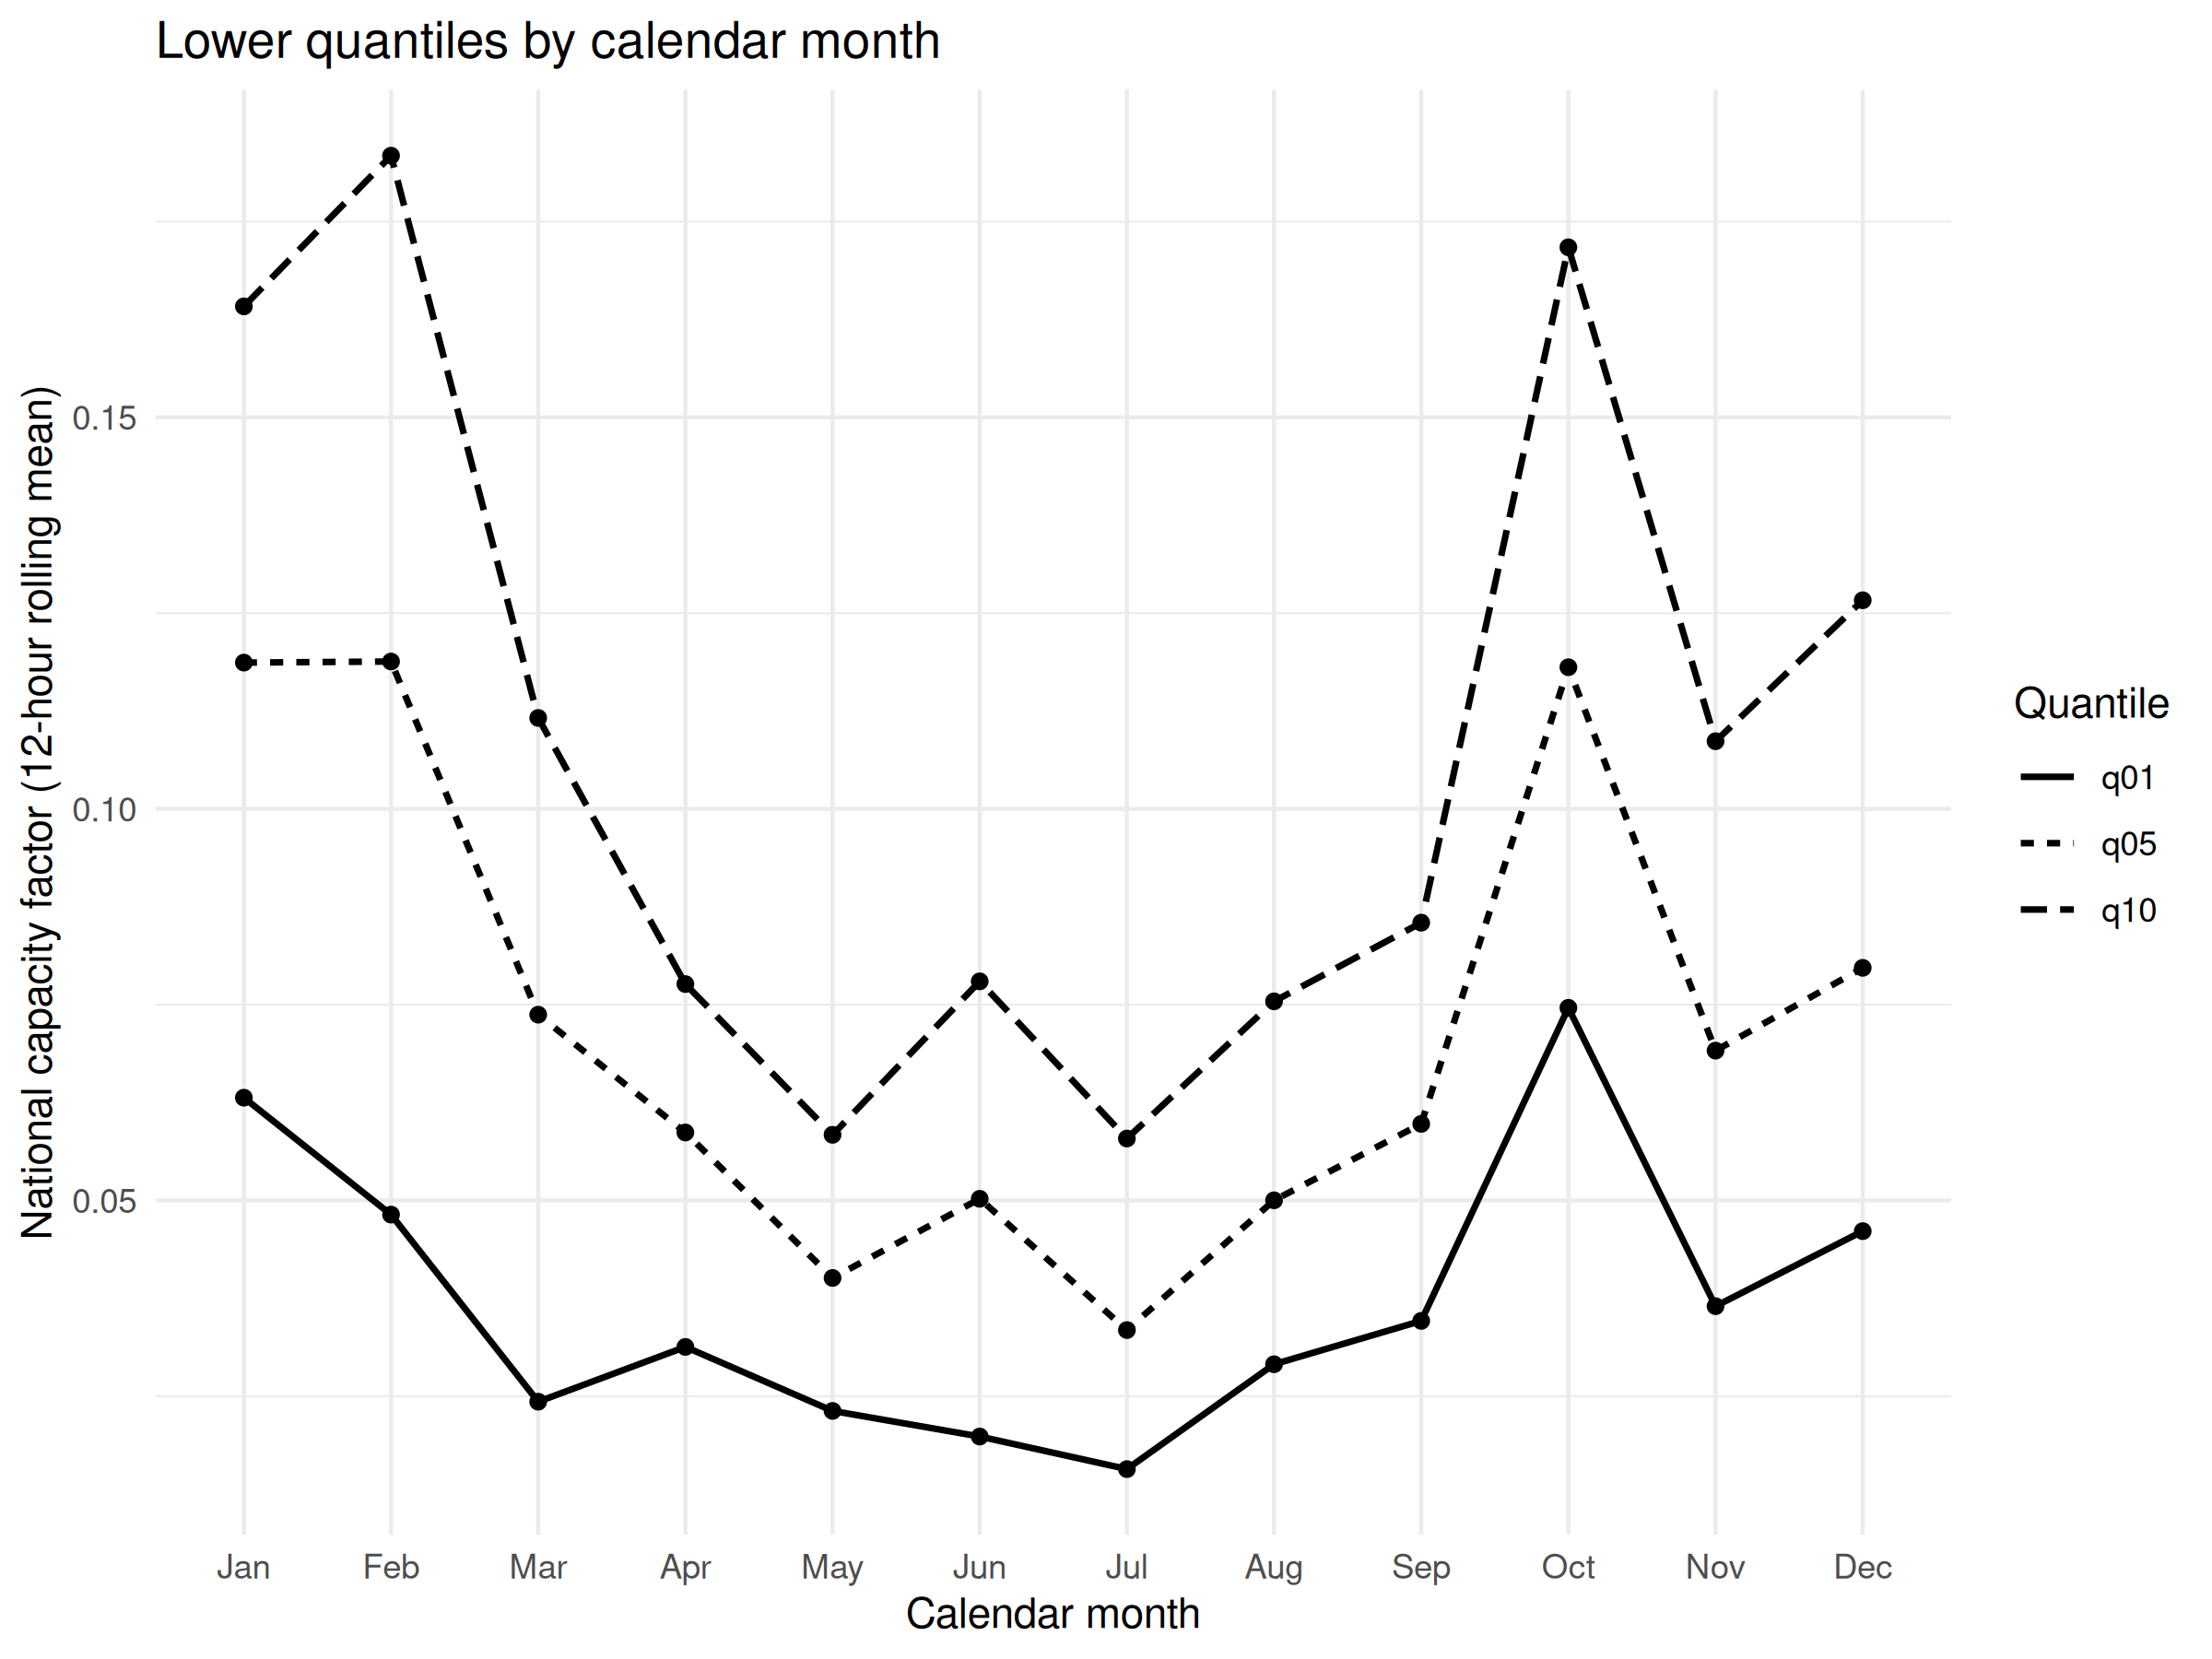 Lower quantiles by calendar month
National capacity factor (12-hour rolling mean)
0.15
0.10
0.05
Jan Feb Mar Apr May Jun Jul Aug Sep Oct Nov Dec
Calendar month
Quantile
q01
q05
q10